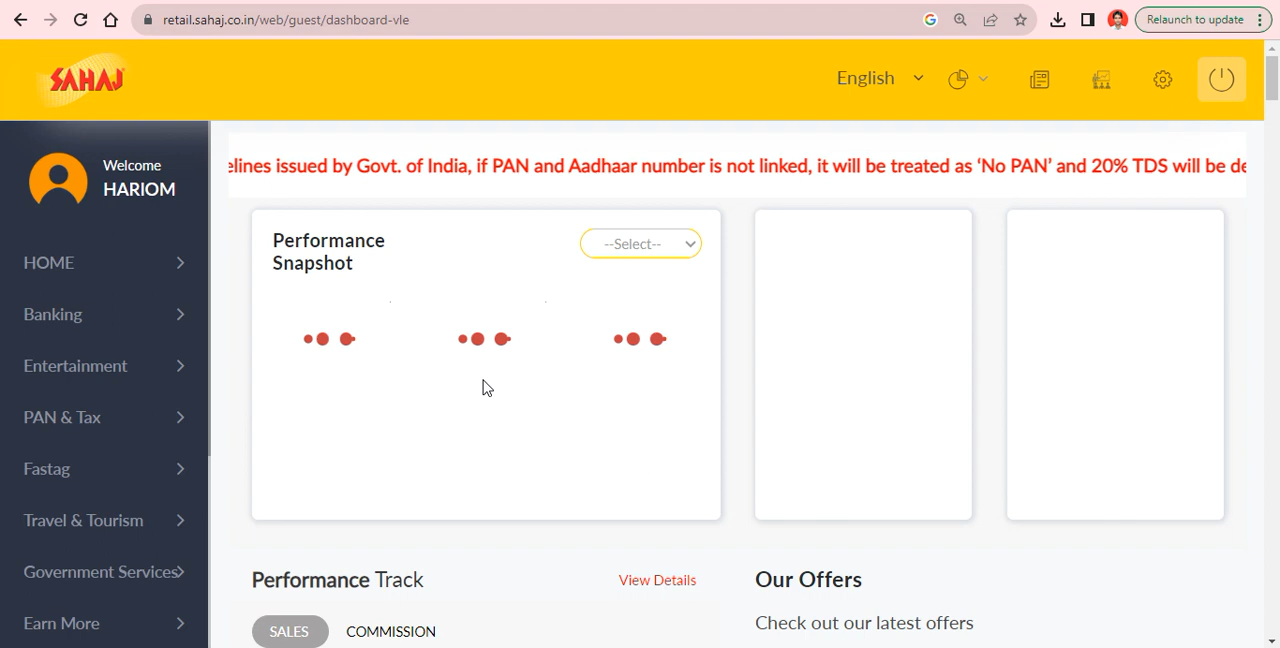 retail.sahaj.co.in/web/guest/dashboard-vle
Relaunch to update
SAHAJ
English
Welcome
HARIOM
issued by Govt. of India, if PAN and Aadhaar number is not linked, it will be treated as ‘No PAN’ and 20% TDS will be
Performance
Snapshot
--Select--
HOME
Banking
Entertainment
PAN & Tax
Fastag
Travel & Tourism
Government Services
Earn More
Performance Track
View Details
SALES
COMMISSION
Our Offers
Check out our latest offers